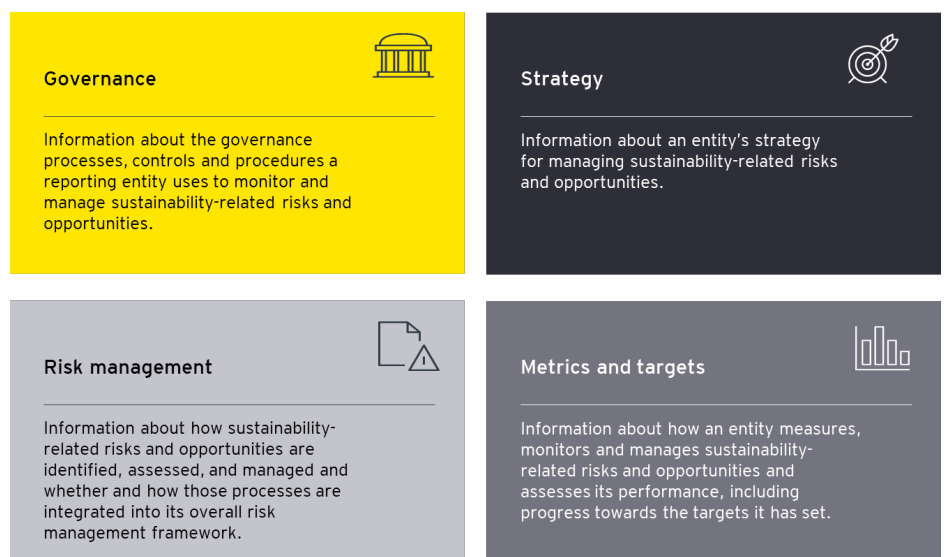 Governance
Information about the governance
processes, controls and procedures a
reporting entity uses to monitor and
manage sustainability-related risks and
opportunities.
Strategy
Information about an entity's strategy
for managing sustainability-related risks
and opportunities.
Risk management
Information about how sustainability-
related risks and opportunities are
identified, assessed, and managed and
whether and how those processes are
integrated into its overall risk
management framework.
Metrics and targets
Information about how an entity measures,
monitors and manages sustainability-
related risks and opportunities and
assesses its performance, including
progress towards the targets it has set.